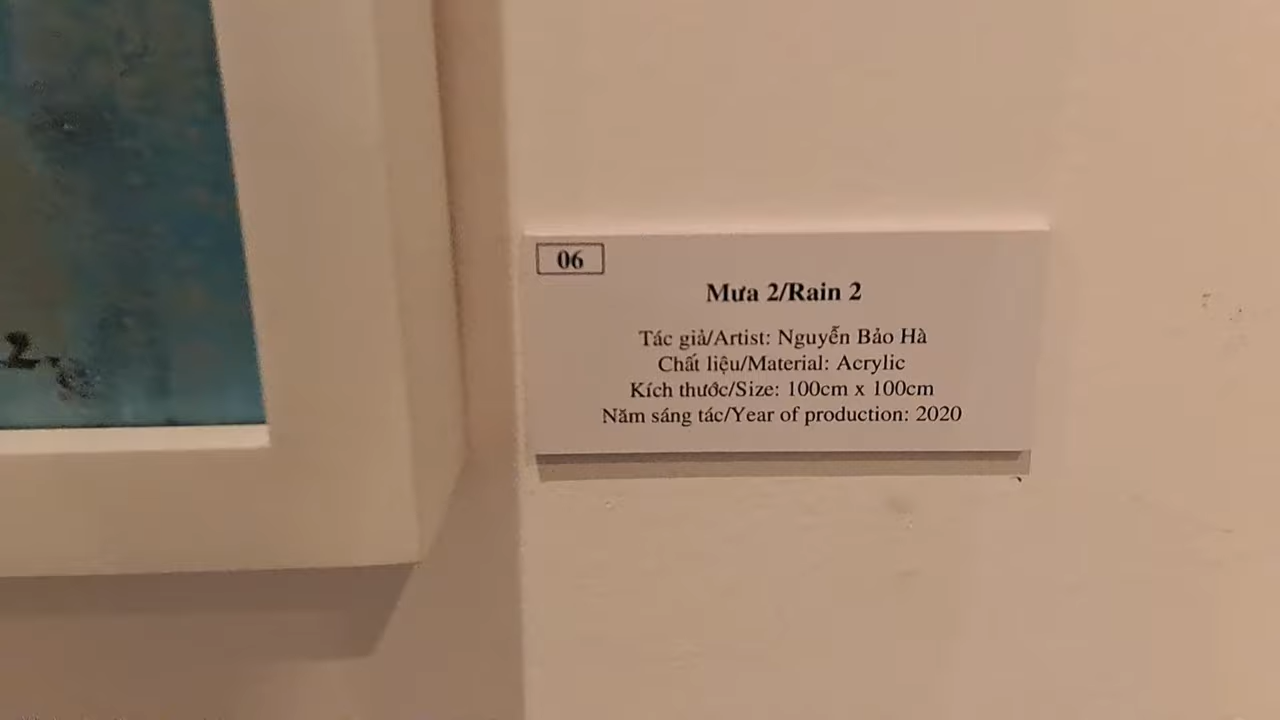 06
Mưa 2/Rain 2
Tác giả/Artist: Nguyễn Bảo Hà
Chất liệu/Material: Acrylic
Kích thước/Size: 100cm x 100cm
Năm sáng tác/Year of production: 2020